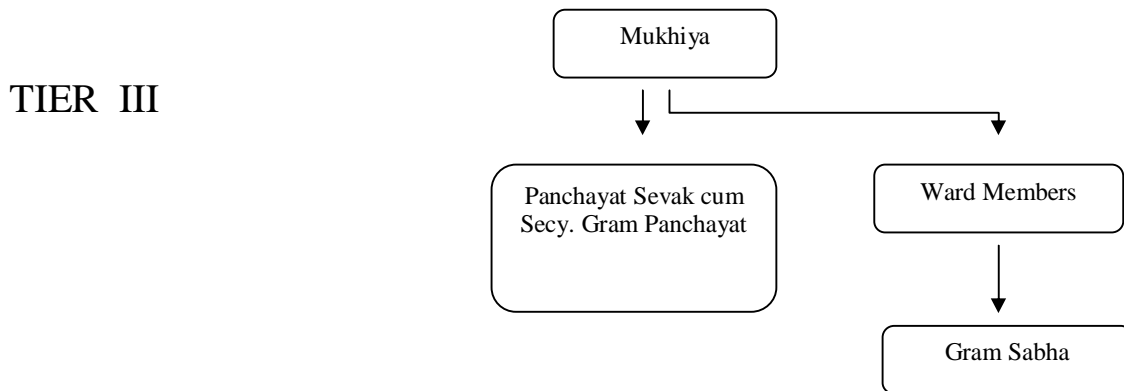 Mukhiya
TIER III
Panchayat Sevak cum
Secy. Gram Panchayat
Ward Members
Gram Sabha